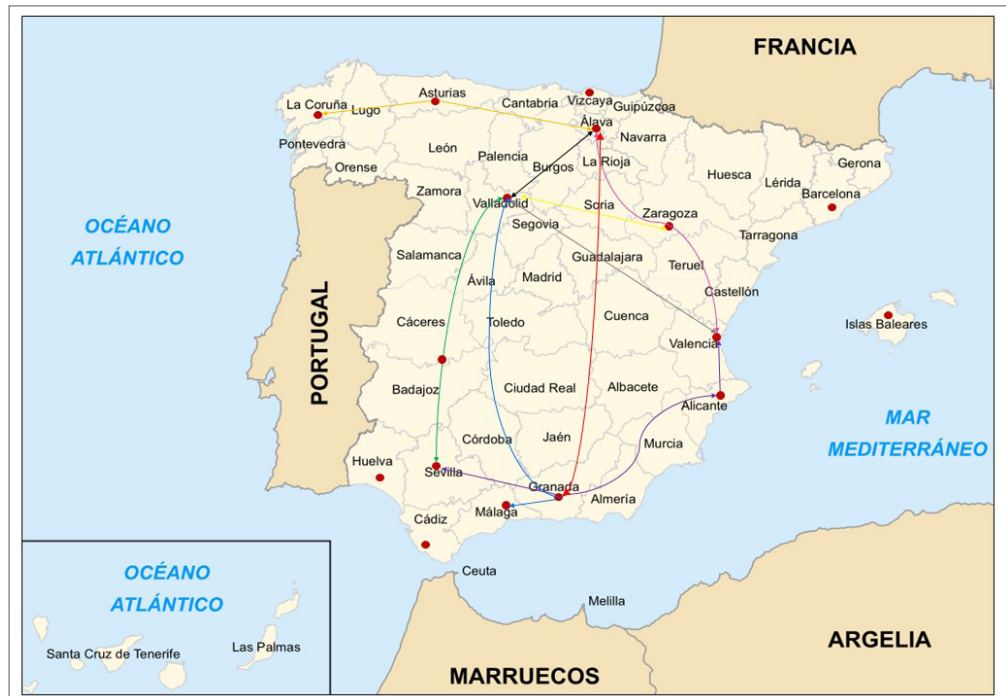 FRANCIA
Asturias
Cantabria
Vizcaya
Guipúzcoa
La Coruña
Lugo
Álava
Navarra
Pontevedra
León
Palencia
Burgos
La Rioja
Orense
Huesca
Lérida
Gerona
Zamora
Valladolid
Soria
Zaragoza
Barcelona
OCÉANO
ATLÁNTICO
Segovia
Tarragona
Salamanca
Guadalajara
Teruel
Ávila
Madrid
Castellón
Cáceres
Toledo
Cuenca
Valencia
Islas Baleares
PORTUGAL
Badajoz
Ciudad Real
Albacete
Alicante
MAR
MEDITERRÁNEO
Córdoba
Jaén
Murcia
Huelva
Sevilla
Granada
Almería
Cádiz
Málaga
Ceuta
Melilla
OCÉANO
ATLÁNTICO
Santa Cruz de Tenerife
Las Palmas
MARRUECOS
ARGELIA